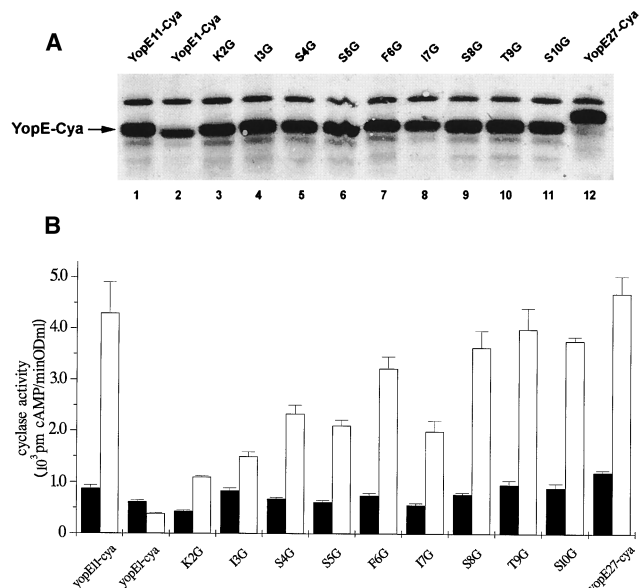 A
YopE11-Cya YopE1-Cya K2G I3G S4G S5G F6G I7G S8G T9G S10G YopE27-Cya
YopE-Cya
1 2 3 4 5 6 7 8 9 10 11 12
B
cyclase activity
(10³ pm cAMP/minODml)
5.0
4.0
3.0
2.0
1.0
0
yopE11-cya yopE1-cya K2G I3G S4G S5G F6G I7G S8G T9G S10G yopE27-cya